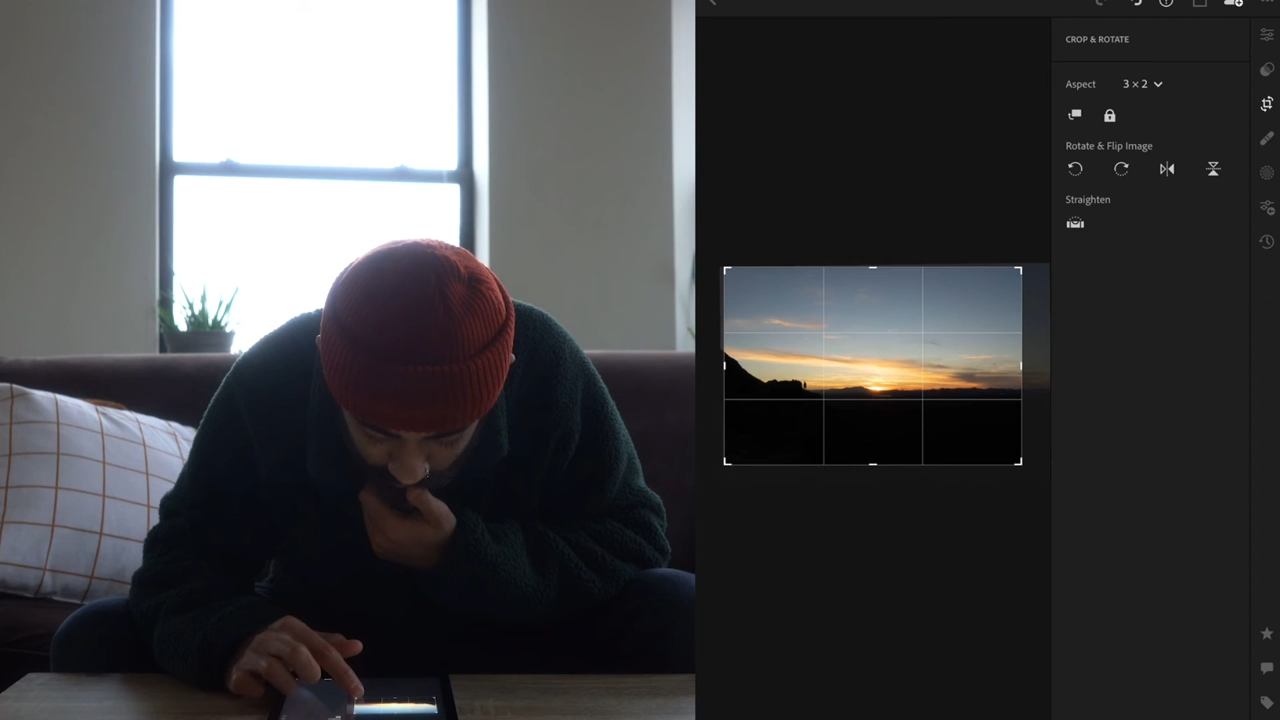 CROP & ROTATE
Aspect 3 × 2
Rotate & Flip Image
Straighten